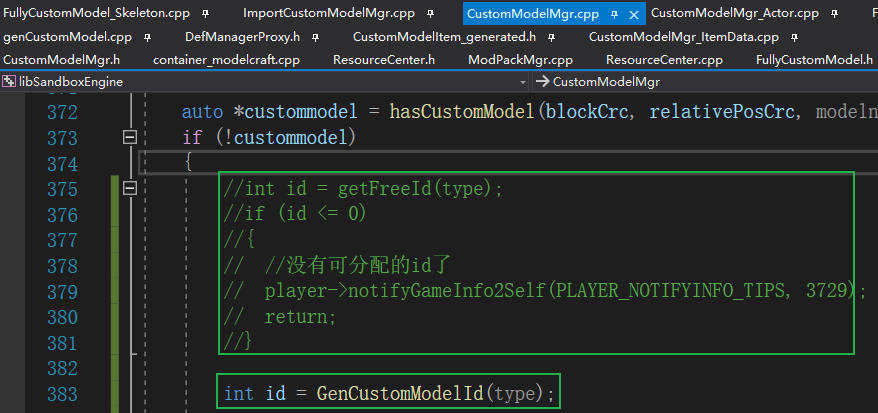 FullyCustomModel_Skeleton.cpp ImportCustomModelMgr.cpp CustomModelMgr.cpp CustomModelMgr_Actor.cpp
genCustomModel.cpp DefManagerProxy.h CustomModelItem_generated.h CustomModelMgr_ItemData.cpp
CustomModelMgr.h container_modelcraft.cpp ResourceCenter.h ModPackMgr.cpp ResourceCenter.cpp FullyCustomModel.h
libSandboxEngine CustomModelMgr
372 auto *custommodel = hasCustomModel(blockCrc, relativePosCrc, modeln
373 if (!custommodel)
374 {
375 //int id = getFreeId(type);
376 //if (id <= 0)
377 //{
378 // //没有可分配的id了
379 // player->notifyGameInfo2Self(PLAYER_NOTIFYINFO_TIPS, 3729);
380 // return;
381 //}
382
383 int id = GenCustomModelId(type);